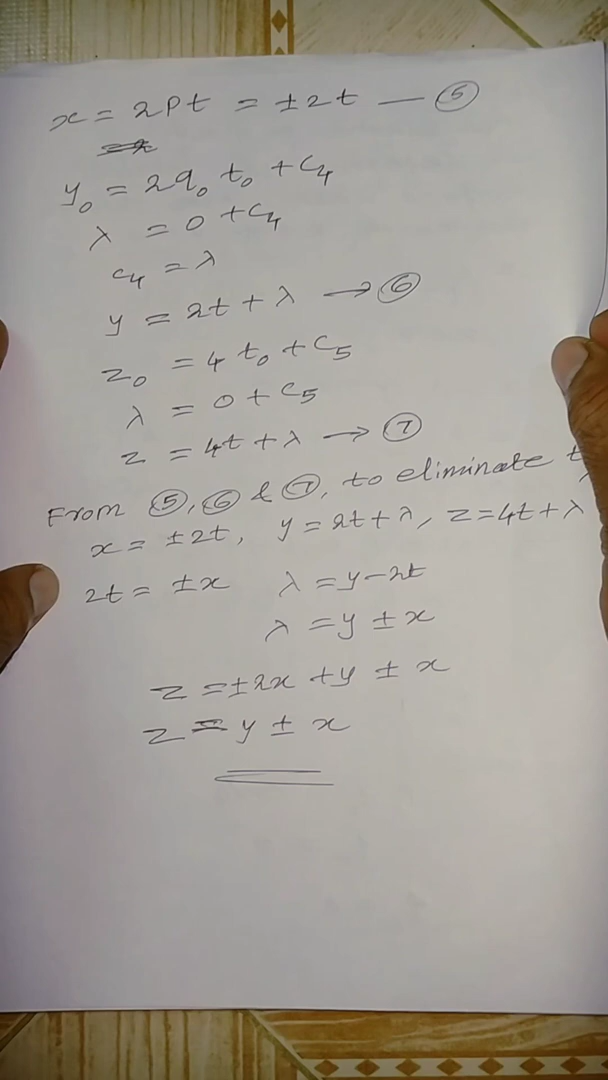 x = 2pt = ±2t — ⑤
y₀ = 2q₀ t₀ + c₄
λ = 0 + c₄
c₄ = λ
y = 2t + λ → ⑥
z₀ = 4 t₀ + c₅
λ = 0 + c₅
z = 4t + λ → ⑦
From ⑤, ⑥ & ⑦, to eliminate t,
x = ±2t, y = 2t + λ, z = 4t + λ
2t = ±x λ = y − 2t
λ = y ± x
z = ±2x + y ± x
z = y ± x